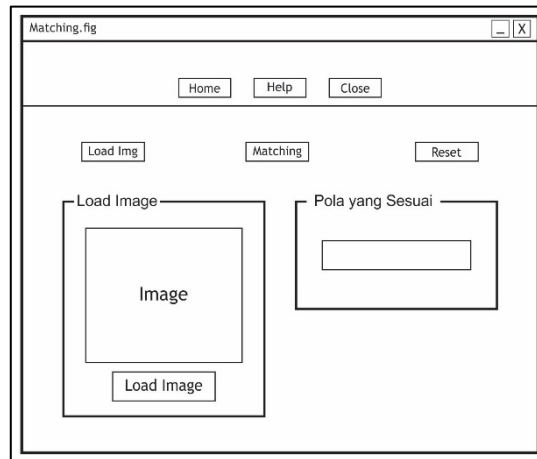 Matching.fig _ X
Home Help Close
Load Img Matching Reset
Load Image Pola yang Sesuai
Image
Load Image